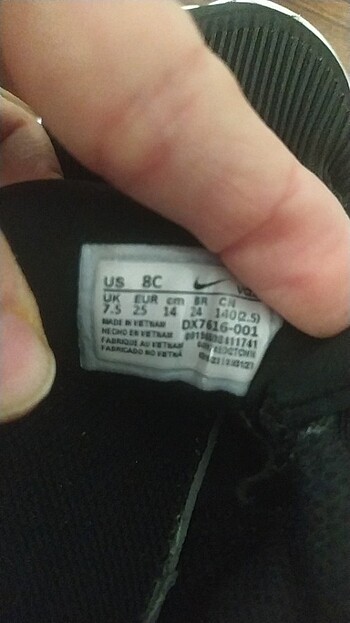 US 8C
UK EUR cm BR CN
7.5 25 14 24 140(2.5)
MADE IN VIETNAM DX7616-001
HECHO EN VIETNAM
FABRIQUE AU VIETNAM
FABRICADO NO VIETNÃ